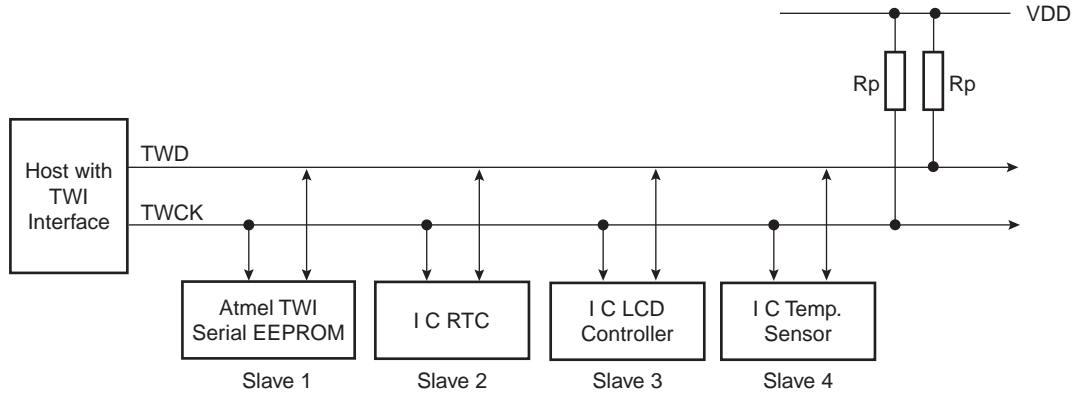 VDD
Rp Rp
Host with
TWI
Interface
TWD
TWCK
Atmel TWI
Serial EEPROM
I C RTC
I C LCD
Controller
I C Temp.
Sensor
Slave 1
Slave 2
Slave 3
Slave 4